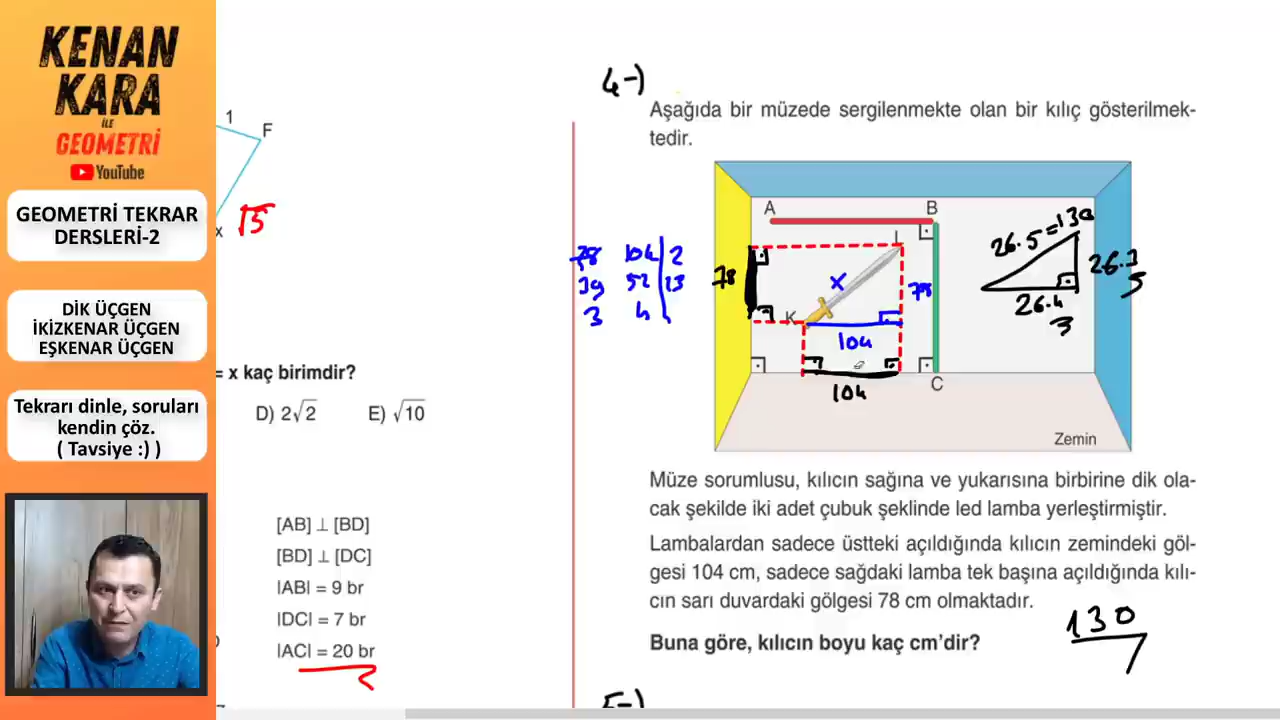 KENAN
KARA
İLE
GEOMETRİ
YouTube
GEOMETRİ TEKRAR
DERSLERİ-2
DİK ÜÇGEN
İKİZKENAR ÜÇGEN
EŞKENAR ÜÇGEN
Tekrarı dinle, soruları
kendin çöz.
( Tavsiye :) )
1
F
x
√5
= x kaç birimdir?
D) 2√2 E) √10
[AB] ⊥ [BD]
[BD] ⊥ [DC]
|AB| = 9 br
|DC| = 7 br
|AC| = 20 br
4-)
Aşağıda bir müzede sergilenmekte olan bir kılıç gösterilmek-
tedir.
A
B
L
K
C
x
78
78
104
104
78 104 2
39 52 13
3 4
26.5=130
26.3
26.4
5
3
Zemin
Müze sorumlusu, kılıcın sağına ve yukarısına birbirine dik ola-
cak şekilde iki adet çubuk şeklinde led lamba yerleştirmiştir.
Lambalardan sadece üstteki açıldığında kılıcın zemindeki göl-
gesi 104 cm, sadece sağdaki lamba tek başına açıldığında kılı-
cın sarı duvardaki gölgesi 78 cm olmaktadır.
Buna göre, kılıcın boyu kaç cm'dir?
130
5-)